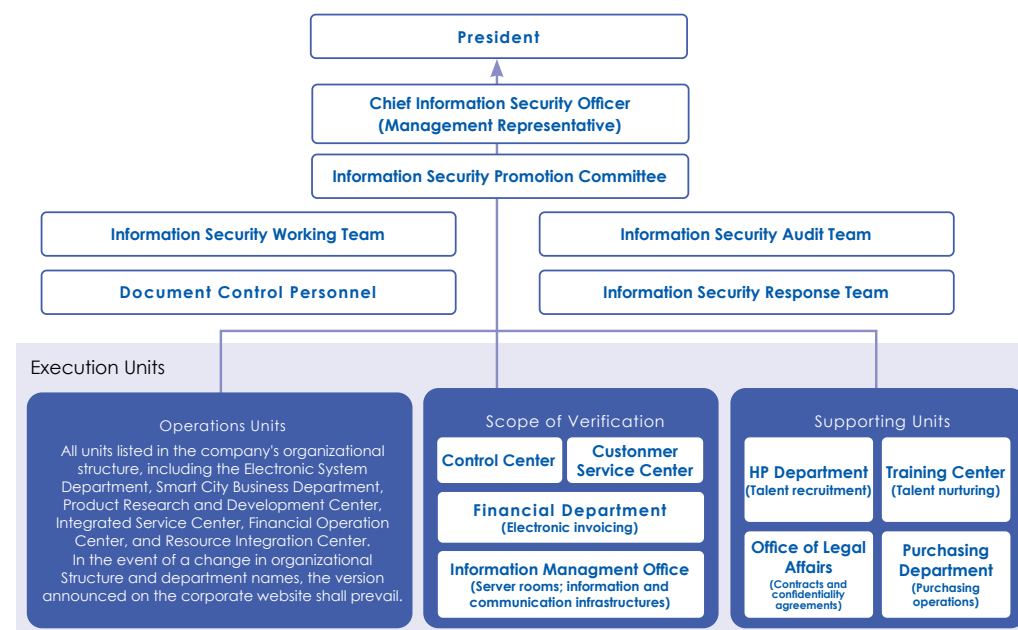 President
Chief Information Security Officer
(Management Representative)
Information Security Promotion Committee
Information Security Working Team
Information Security Audit Team
Document Control Personnel
Information Security Response Team
Execution Units
Operations Units
All units listed in the company's organizational
structure, including the Electronic System
Department, Smart City Business Department,
Product Research and Development Center,
Integrated Service Center, Financial Operation
Center, and Resource Integration Center.
In the event of a change in organizational
Structure and department names, the version
announced on the corporate website shall prevail.
Scope of Verification
Control Center
Custonmer
Service Center
Financial Department
(Electronic invoicing)
Information Managment Office
(Server rooms; information and
communication infrastructures)
Supporting Units
HP Department
(Talent recruitment)
Training Center
(Talent nurturing)
Office of Legal
Affairs
(Contracts and
confidentiality
agreements)
Purchasing
Department
(Purchasing
operations)